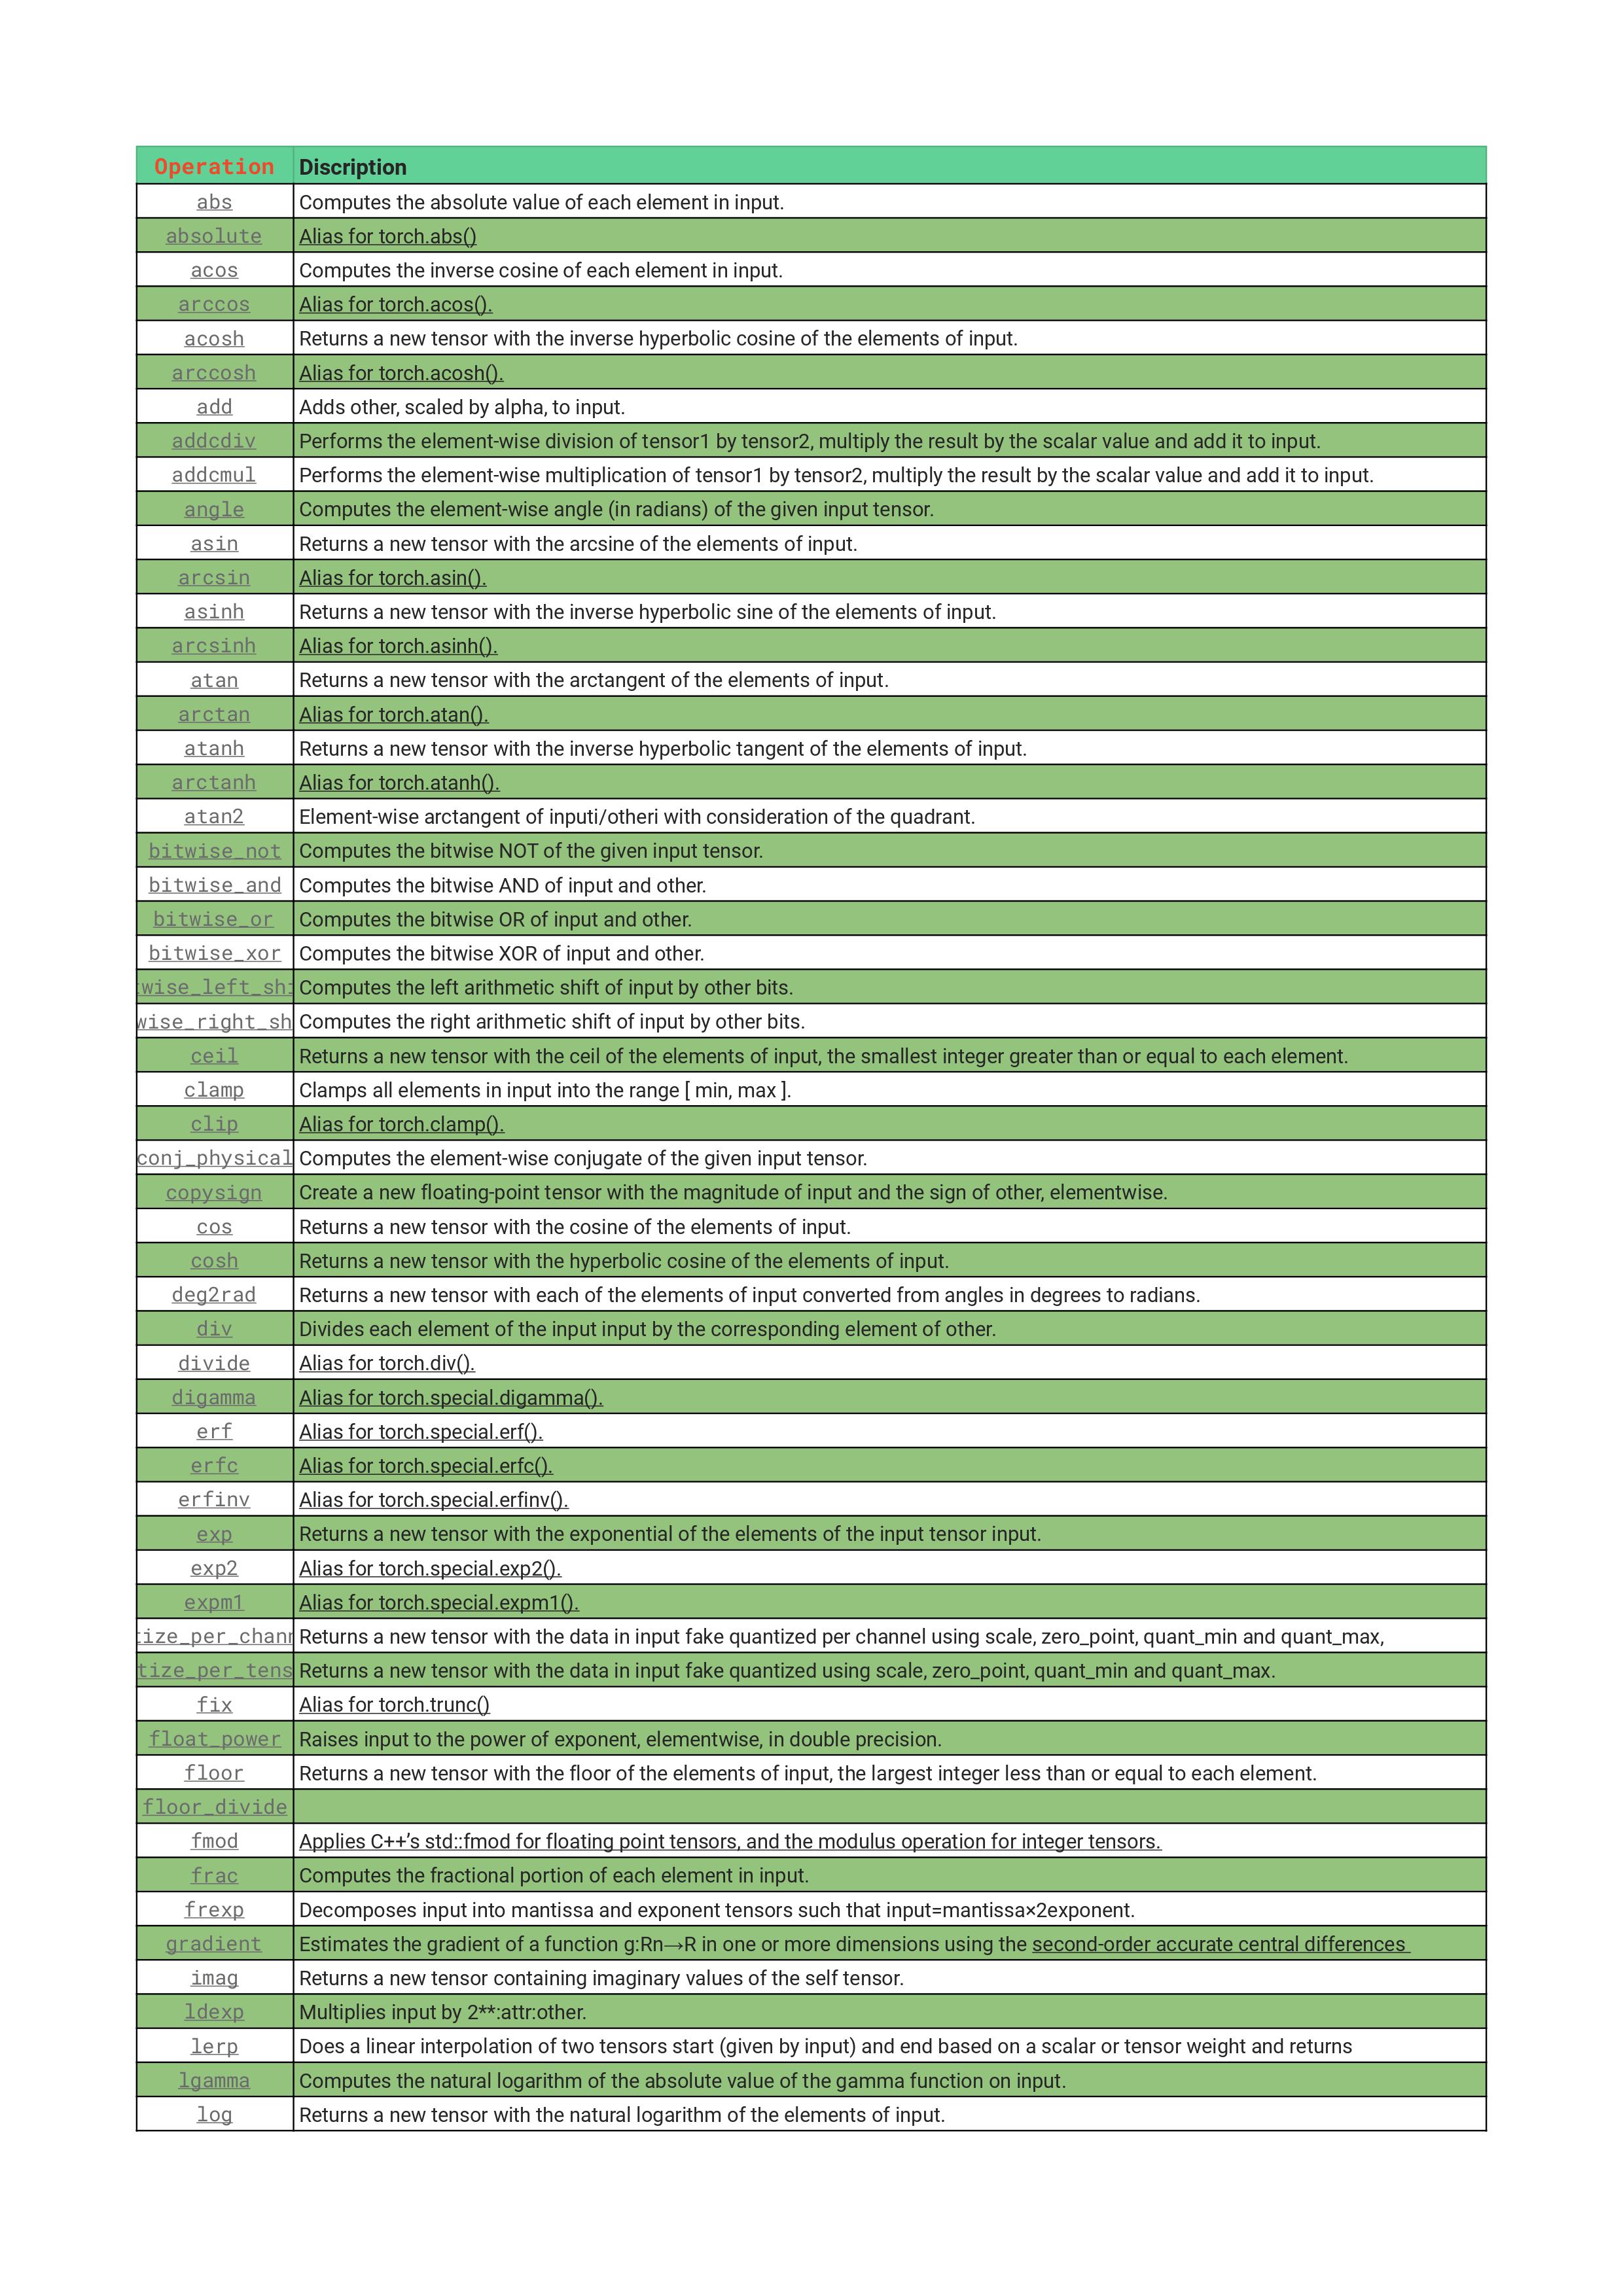 Operation Discription
abs Computes the absolute value of each element in input.
absolute Alias for torch.abs()
acos Computes the inverse cosine of each element in input.
arccos Alias for torch.acos().
acosh Returns a new tensor with the inverse hyperbolic cosine of the elements of input.
arccosh Alias for torch.acosh().
add Adds other, scaled by alpha, to input.
addcdiv Performs the element-wise division of tensor1 by tensor2, multiply the result by the scalar value and add it to input.
addcmul Performs the element-wise multiplication of tensor1 by tensor2, multiply the result by the scalar value and add it to input.
angle Computes the element-wise angle (in radians) of the given input tensor.
asin Returns a new tensor with the arcsine of the elements of input.
arcsin Alias for torch.asin().
asinh Returns a new tensor with the inverse hyperbolic sine of the elements of input.
arcsinh Alias for torch.asinh().
atan Returns a new tensor with the arctangent of the elements of input.
arctan Alias for torch.atan().
atanh Returns a new tensor with the inverse hyperbolic tangent of the elements of input.
arctanh Alias for torch.atanh().
atan2 Element-wise arctangent of inputi/otheri with consideration of the quadrant.
bitwise_not Computes the bitwise NOT of the given input tensor.
bitwise_and Computes the bitwise AND of input and other.
bitwise_or Computes the bitwise OR of input and other.
bitwise_xor Computes the bitwise XOR of input and other.
twise_left_shi Computes the left arithmetic shift of input by other bits.
wise_right_sh Computes the right arithmetic shift of input by other bits.
ceil Returns a new tensor with the ceil of the elements of input, the smallest integer greater than or equal to each element.
clamp Clamps all elements in input into the range [ min, max ].
clip Alias for torch.clamp().
conj_physical Computes the element-wise conjugate of the given input tensor.
copysign Create a new floating-point tensor with the magnitude of input and the sign of other, elementwise.
cos Returns a new tensor with the cosine of the elements of input.
cosh Returns a new tensor with the hyperbolic cosine of the elements of input.
deg2rad Returns a new tensor with each of the elements of input converted from angles in degrees to radians.
div Divides each element of the input input by the corresponding element of other.
divide Alias for torch.div().
digamma Alias for torch.special.digamma().
erf Alias for torch.special.erf().
erfc Alias for torch.special.erfc().
erfinv Alias for torch.special.erfinv().
exp Returns a new tensor with the exponential of the elements of the input tensor input.
exp2 Alias for torch.special.exp2().
expm1 Alias for torch.special.expm1().
tize_per_chann Returns a new tensor with the data in input fake quantized per channel using scale, zero_point, quant_min and quant_max,
tize_per_tens Returns a new tensor with the data in input fake quantized using scale, zero_point, quant_min and quant_max.
fix Alias for torch.trunc()
float_power Raises input to the power of exponent, elementwise, in double precision.
floor Returns a new tensor with the floor of the elements of input, the largest integer less than or equal to each element.
floor_divide
fmod Applies C++’s std::fmod for floating point tensors, and the modulus operation for integer tensors.
frac Computes the fractional portion of each element in input.
frexp Decomposes input into mantissa and exponent tensors such that input=mantissa×2exponent.
gradient Estimates the gradient of a function g:Rn→R in one or more dimensions using the second-order accurate central differences
imag Returns a new tensor containing imaginary values of the self tensor.
ldexp Multiplies input by 2**:attr:other.
lerp Does a linear interpolation of two tensors start (given by input) and end based on a scalar or tensor weight and returns
lgamma Computes the natural logarithm of the absolute value of the gamma function on input.
log Returns a new tensor with the natural logarithm of the elements of input.